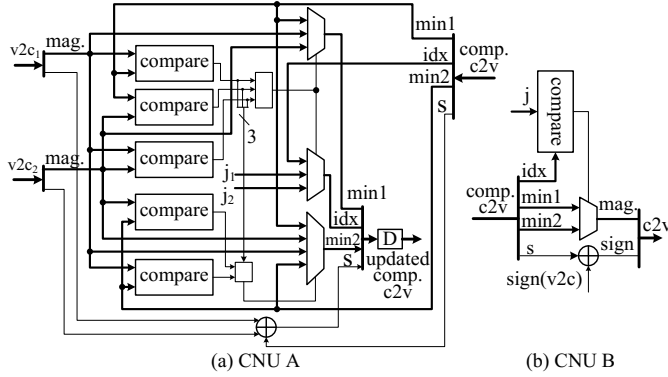 min1
v2c1
mag.
idx
comp.
c2v
compare
min2
compare
s
3
compare
v2c2
mag.
j1
j2
min1
idx
compare
min2
D
s
updated
comp.
c2v
compare
(a) CNU A
j
compare
idx
comp.
c2v
min1
mag.
min2
c2v
s
sign
sign(v2c)
(b) CNU B